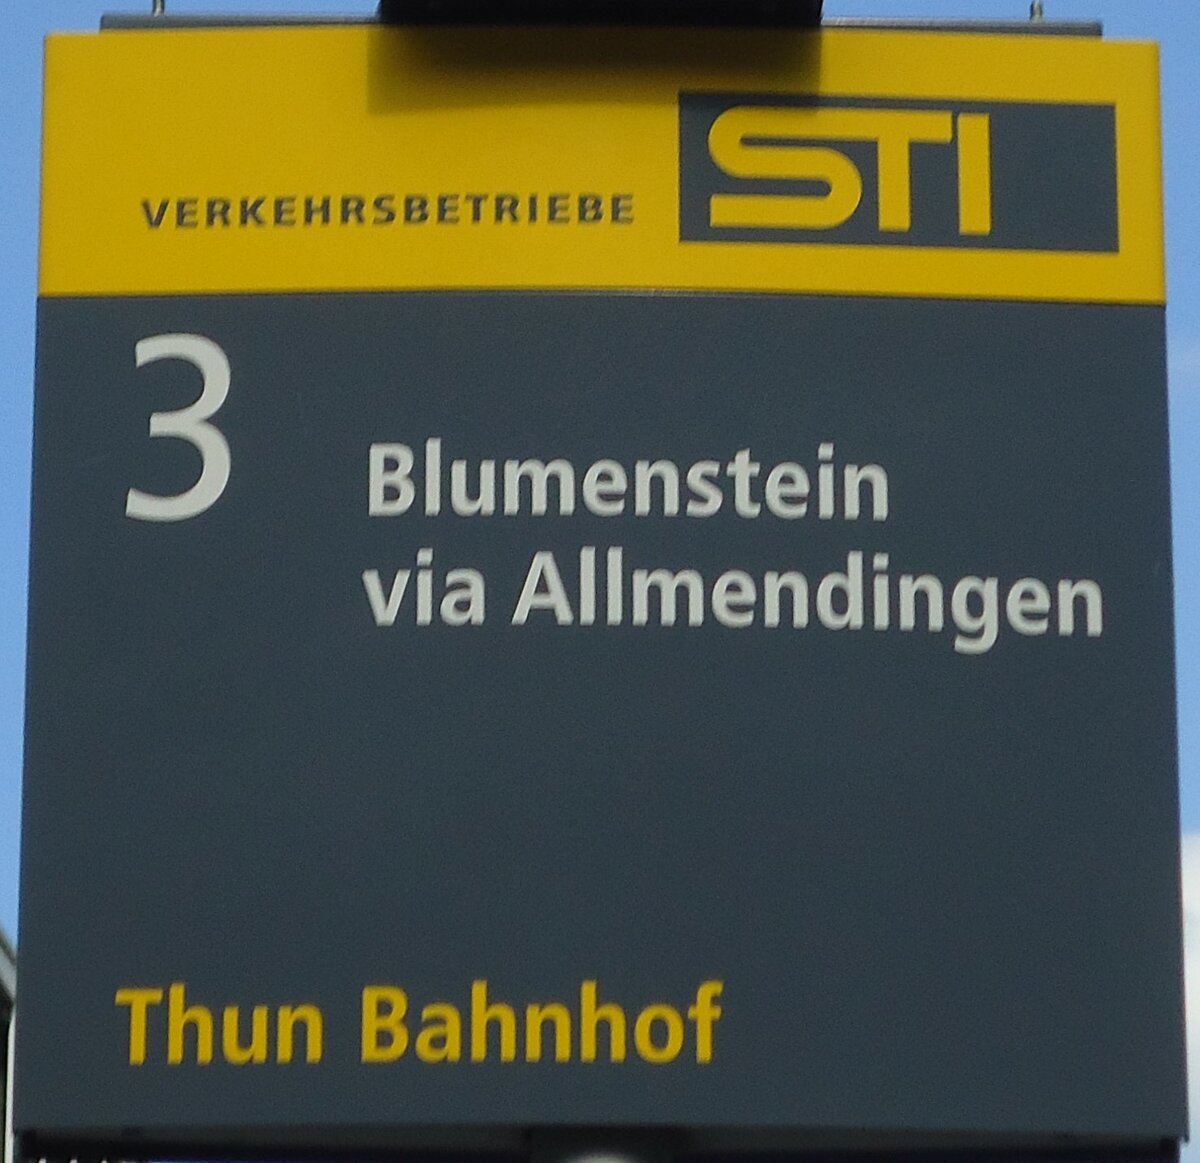 VERKEHRSBETRIEBE STI
3 Blumenstein
via Allmendingen
Thun Bahnhof